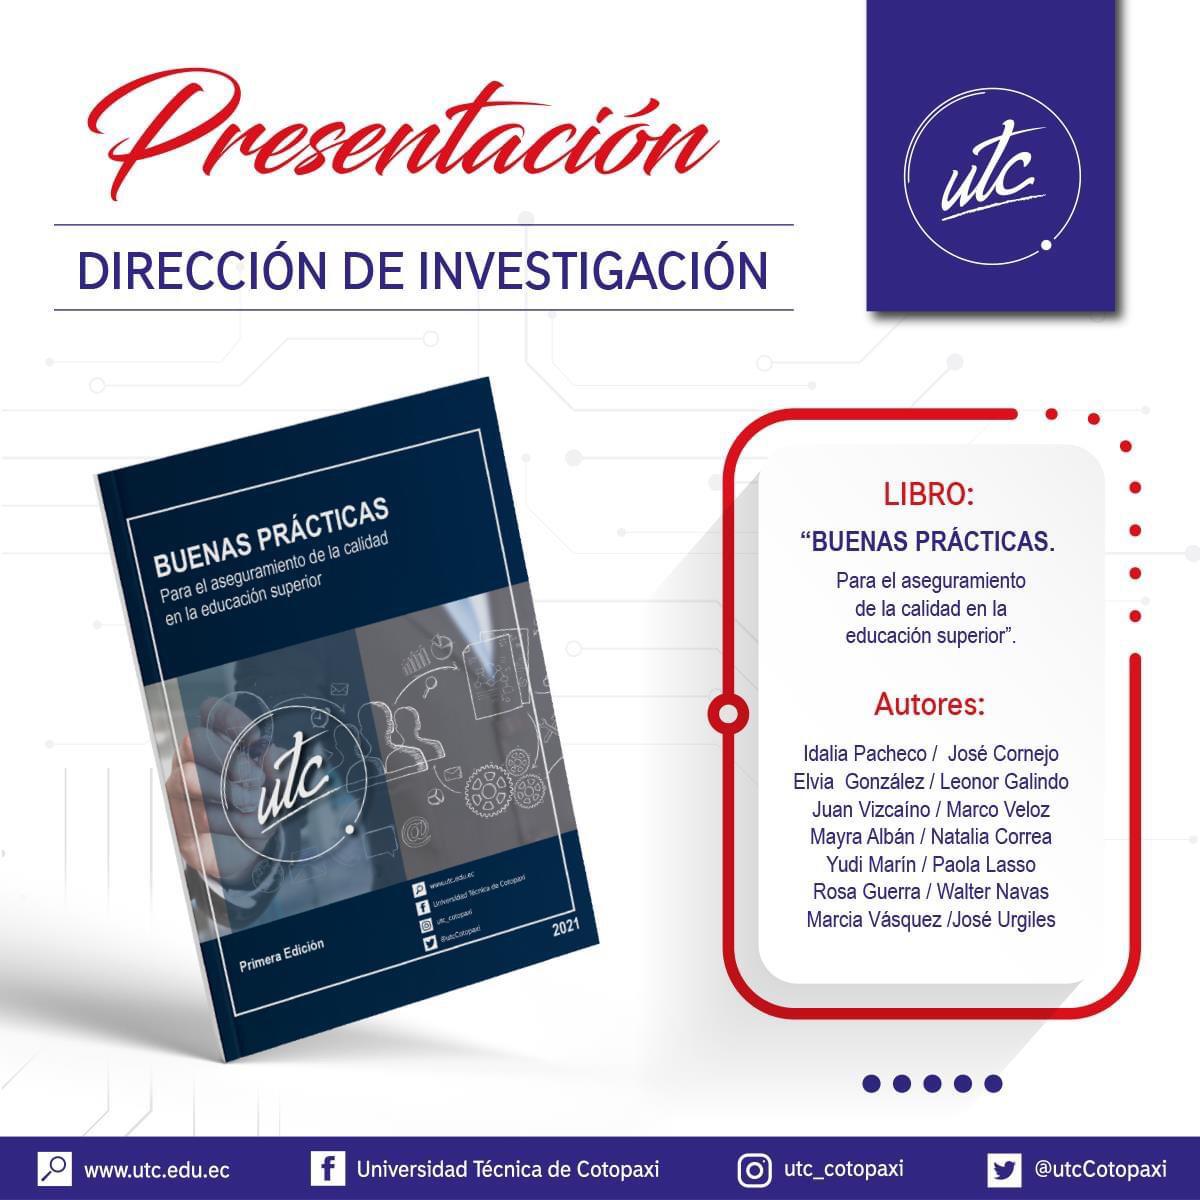 Presentación
utc
DIRECCIÓN DE INVESTIGACIÓN
BUENAS PRÁCTICAS
Para el aseguramiento de la calidad
en la educación superior
utc
@
www.utc.edu.ec
Universidad Técnica de Cotopaxi
utc_cotopaxi
@utcCotopaxi
Primera Edición
2021
LIBRO:
“BUENAS PRÁCTICAS.
Para el aseguramiento
de la calidad en la
educación superior”.
Autores:
Idalia Pacheco / José Cornejo
Elvia González / Leonor Galindo
Juan Vizcaíno / Marco Veloz
Mayra Albán / Natalia Correa
Yudi Marín / Paola Lasso
Rosa Guerra / Walter Navas
Marcia Vásquez /José Urgiles
www.utc.edu.ec
Universidad Técnica de Cotopaxi
utc_cotopaxi
@utcCotopaxi